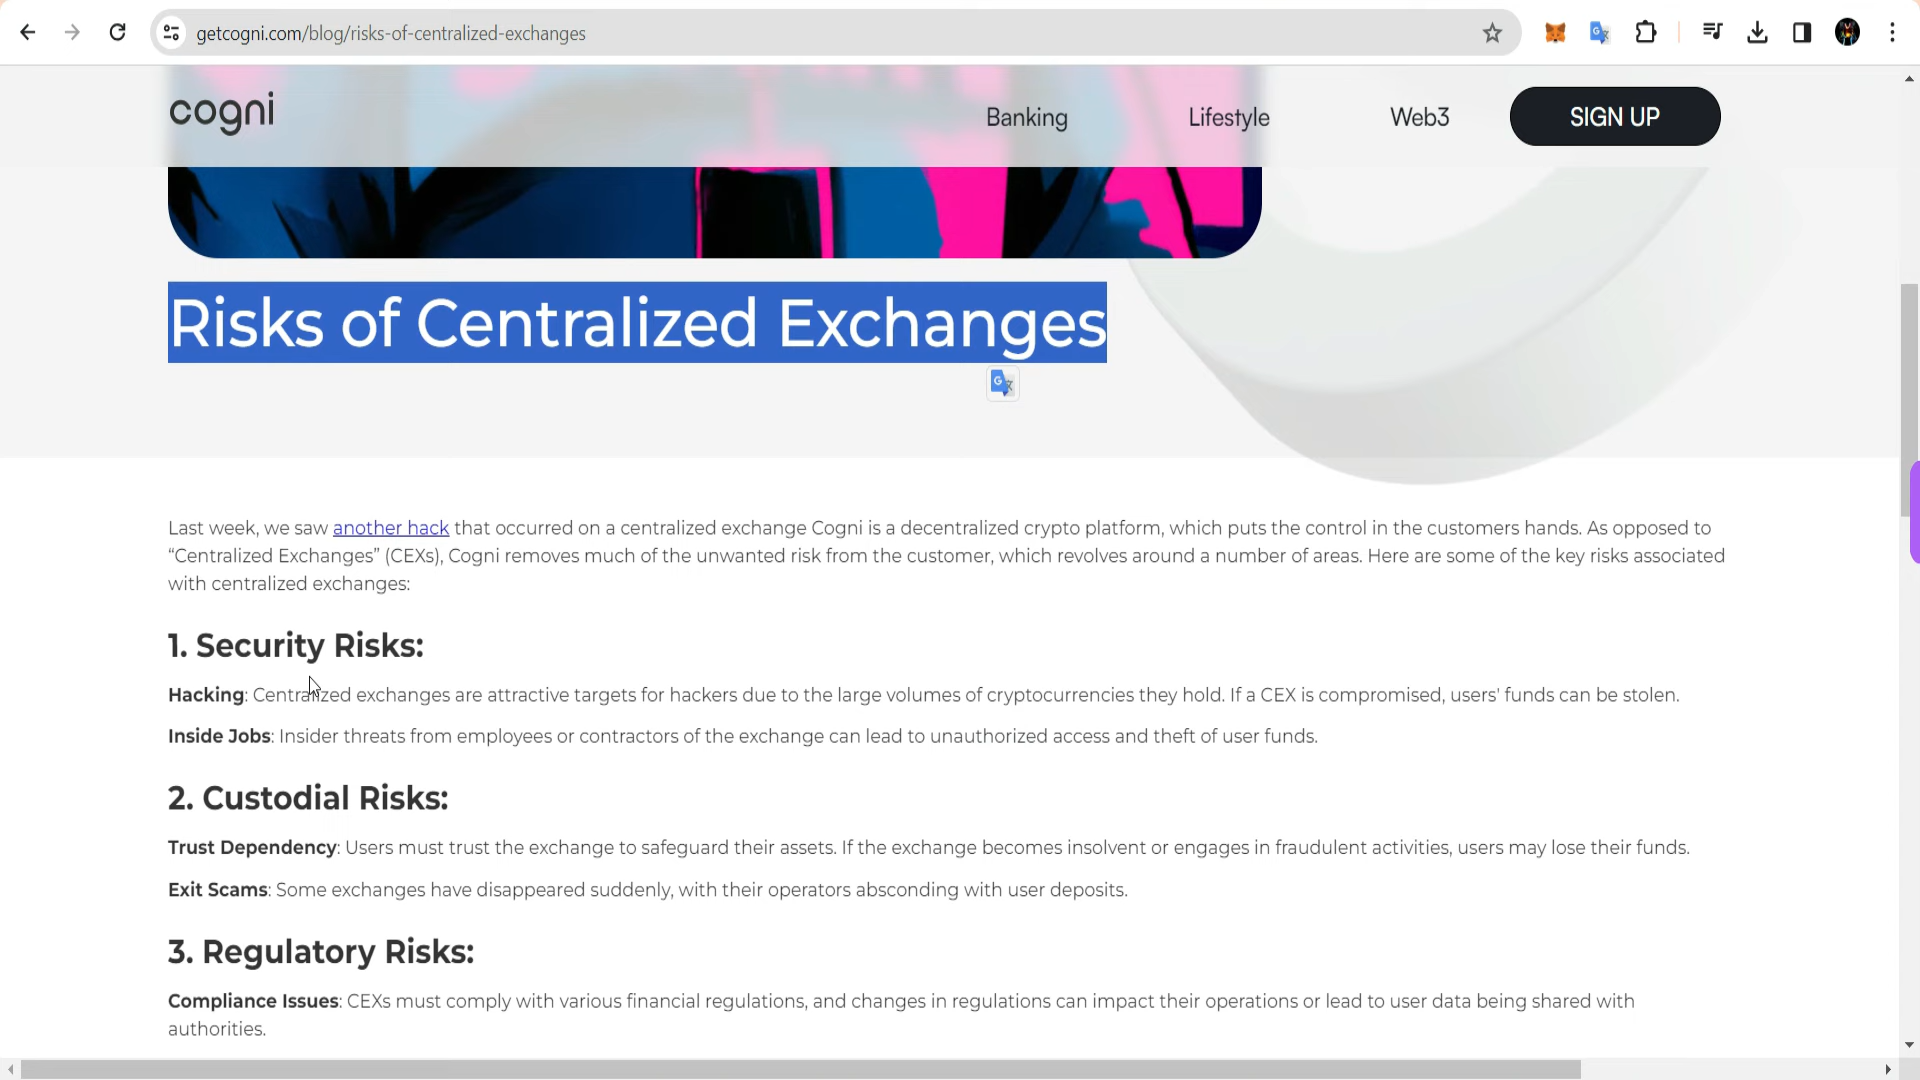 getcogni.com/blog/risks-of-centralized-exchanges
cogni
Banking
Lifestyle
Web3
SIGN UP
Risks of Centralized Exchanges
Last week, we saw another hack that occurred on a centralized exchange Cogni is a decentralized crypto platform, which puts the control in the customers hands. As opposed to
“Centralized Exchanges” (CEXs), Cogni removes much of the unwanted risk from the customer, which revolves around a number of areas. Here are some of the key risks associated
with centralized exchanges:
1. Security Risks:
Hacking: Centralized exchanges are attractive targets for hackers due to the large volumes of cryptocurrencies they hold. If a CEX is compromised, users' funds can be stolen.
Inside Jobs: Insider threats from employees or contractors of the exchange can lead to unauthorized access and theft of user funds.
2. Custodial Risks:
Trust Dependency: Users must trust the exchange to safeguard their assets. If the exchange becomes insolvent or engages in fraudulent activities, users may lose their funds.
Exit Scams: Some exchanges have disappeared suddenly, with their operators absconding with user deposits.
3. Regulatory Risks:
Compliance Issues: CEXs must comply with various financial regulations, and changes in regulations can impact their operations or lead to user data being shared with
authorities.